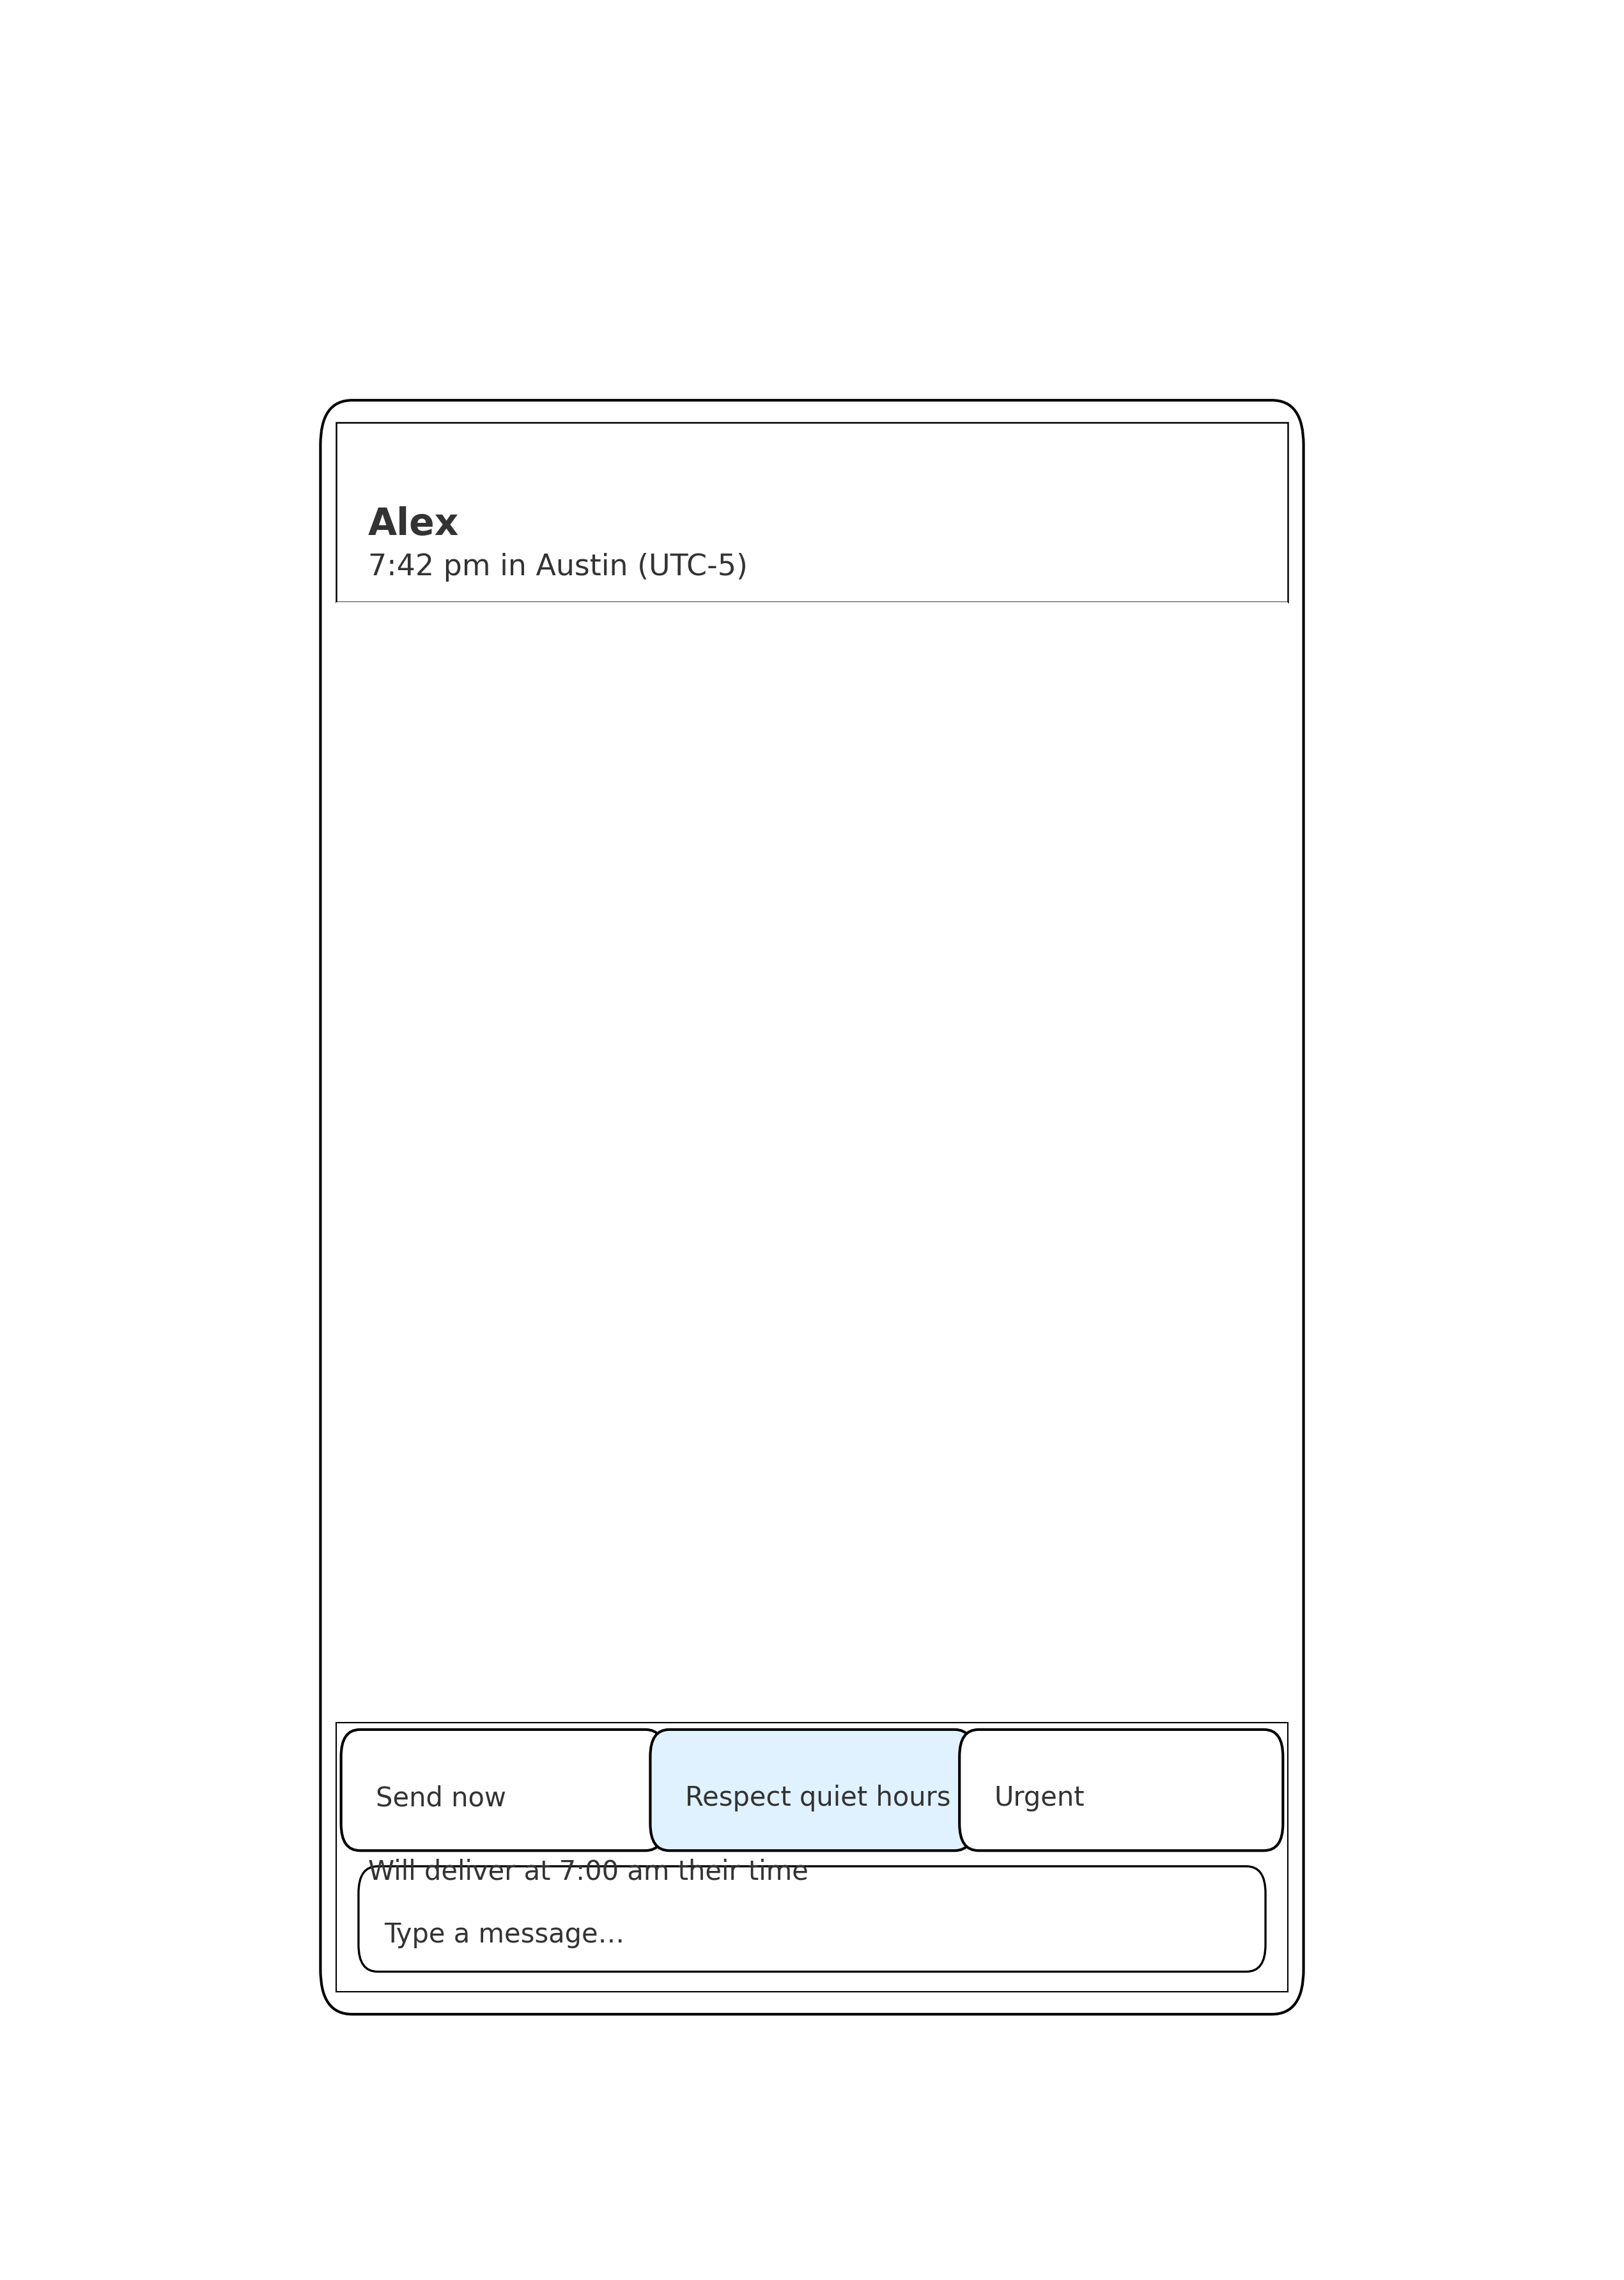 Alex
7:42 pm in Austin (UTC-5)
Send now
Respect quiet hours
Urgent
Will deliver at 7:00 am their time
Type a message…